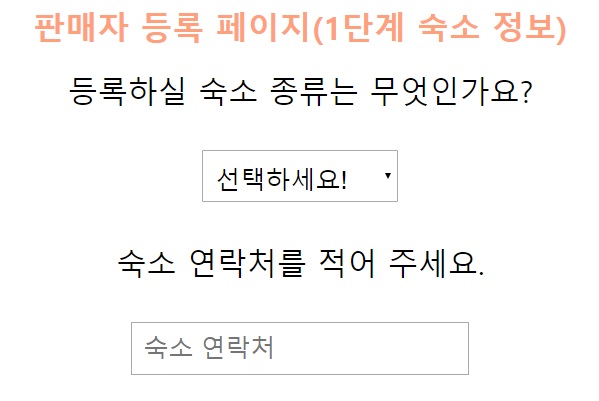 판매자 등록 페이지(1단계 숙소 정보)
등록하실 숙소 종류는 무엇인가요?
선택하세요!
숙소 연락처를 적어 주세요.
숙소 연락처